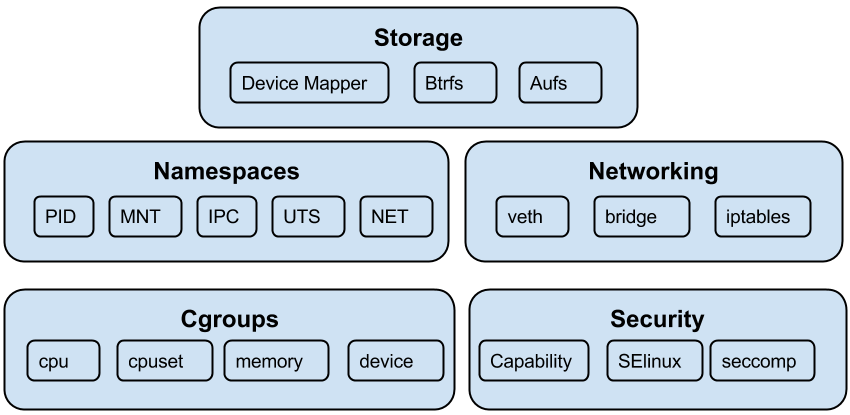 Storage
Device Mapper Btrfs Aufs
Namespaces
PID MNT IPC UTS NET
Networking
veth bridge iptables
Cgroups
cpu cpuset memory device
Security
Capability SElinux seccomp